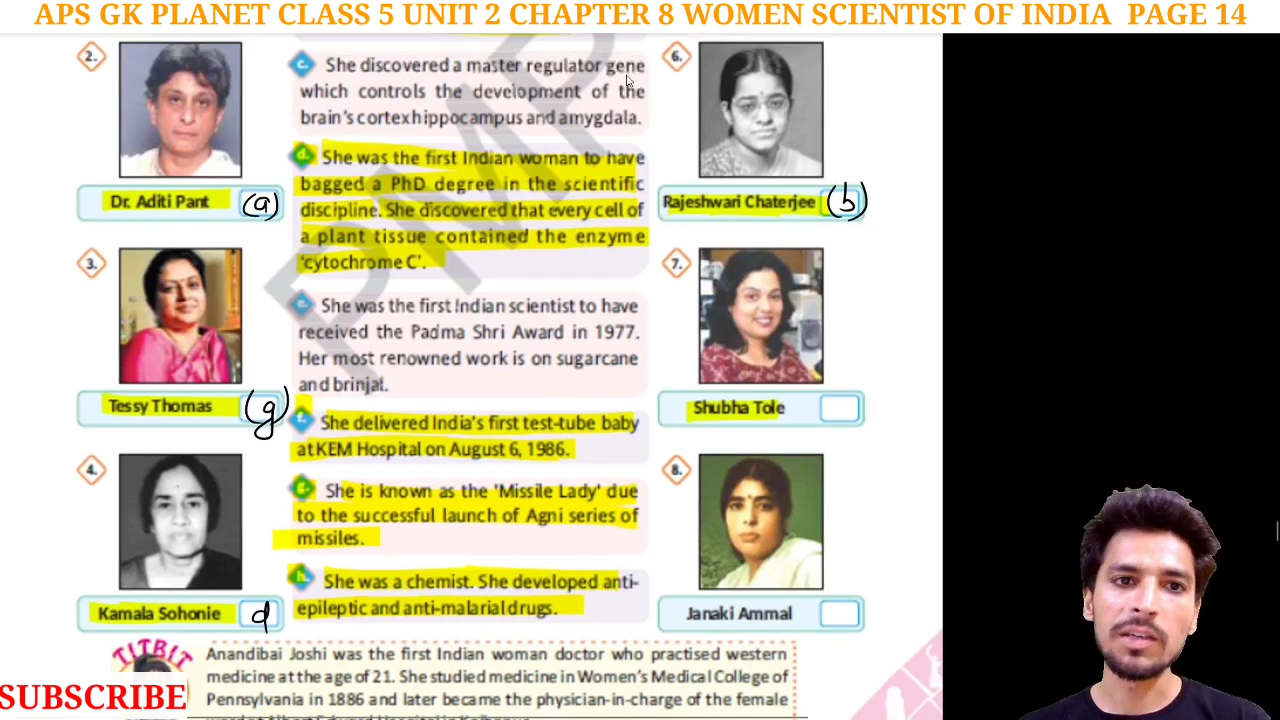 APS GK PLANET CLASS 5 UNIT 2 CHAPTER 8 WOMEN SCIENTIST OF INDIA PAGE 14
2.
Dr. Aditi Pant (a)
3.
Tessy Thomas (g)
4.
Kamala Sohonie d
c. She discovered a master regulator gene
which controls the development of the
brain's cortex hippocampus and amygdala.
d. She was the first Indian woman to have
bagged a PhD degree in the scientific
discipline. She discovered that every cell of
a plant tissue contained the enzyme
'cytochrome C'.
e. She was the first Indian scientist to have
received the Padma Shri Award in 1977.
Her most renowned work is on sugarcane
and brinjal.
f. She delivered India's first test-tube baby
at KEM Hospital on August 6, 1986.
g. She is known as the 'Missile Lady' due
to the successful launch of Agni series of
missiles.
h. She was a chemist. She developed anti-
epileptic and anti-malarial drugs.
6.
Rajeshwari Chaterjee (b)
7.
Shubha Tole
8.
Janaki Ammal
TITBIT
Anandibai Joshi was the first Indian woman doctor who practised western
medicine at the age of 21. She studied medicine in Women's Medical College of
Pennsylvania in 1886 and later became the physician-in-charge of the female
SUBSCRIBE